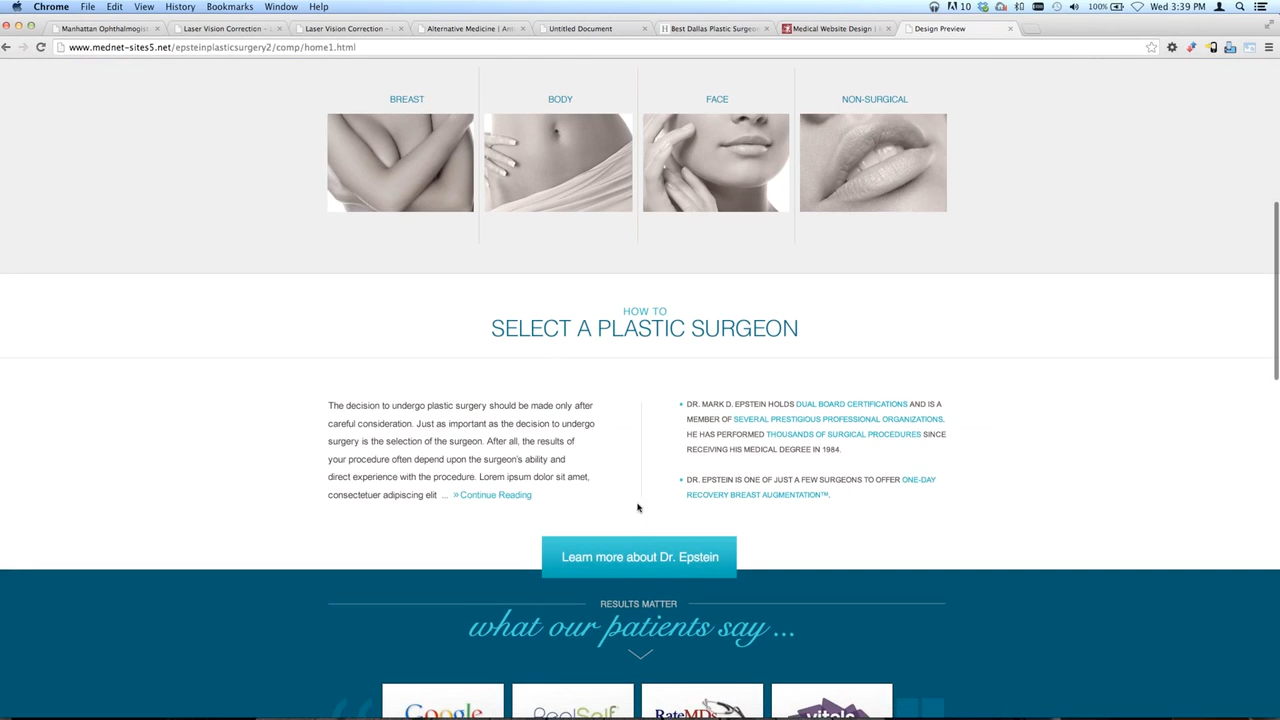 Chrome File Edit View History Bookmarks Window Help 10 100% Wed 3:39 PM
Manhattan Ophthalmologist Laser Vision Correction – L Laser Vision Correction – L Alternative Medicine | Anti Untitled Document Best Dallas Plastic Surgeon Medical Website Design | Design Preview
www.mednet-sites5.net/epsteinplasticsurgery2/comp/home1.html
BREAST BODY FACE NON-SURGICAL
HOW TO
SELECT A PLASTIC SURGEON
The decision to undergo plastic surgery should be made only after
careful consideration. Just as important as the decision to undergo
surgery is the selection of the surgeon. After all, the results of
your procedure often depend upon the surgeon's ability and
direct experience with the procedure. Lorem ipsum dolor sit amet,
consectetuer adipiscing elit ... » Continue Reading
DR. MARK D. EPSTEIN HOLDS DUAL BOARD CERTIFICATIONS AND IS A
MEMBER OF SEVERAL PRESTIGIOUS PROFESSIONAL ORGANIZATIONS.
HE HAS PERFORMED THOUSANDS OF SURGICAL PROCEDURES SINCE
RECEIVING HIS MEDICAL DEGREE IN 1984.
DR. EPSTEIN IS ONE OF JUST A FEW SURGEONS TO OFFER ONE-DAY
RECOVERY BREAST AUGMENTATION™.
Learn more about Dr. Epstein
RESULTS MATTER
what our patients say ...
Google RealSelf RateMDs vitals